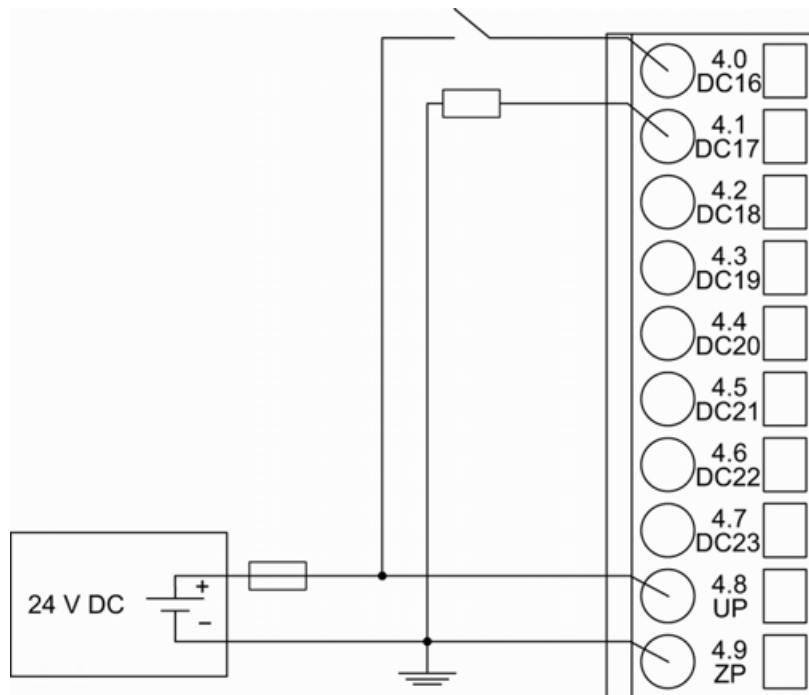 4.0
DC16
4.1
DC17
4.2
DC18
4.3
DC19
4.4
DC20
4.5
DC21
4.6
DC22
4.7
DC23
24 V DC
+
−
4.8
UP
4.9
ZP